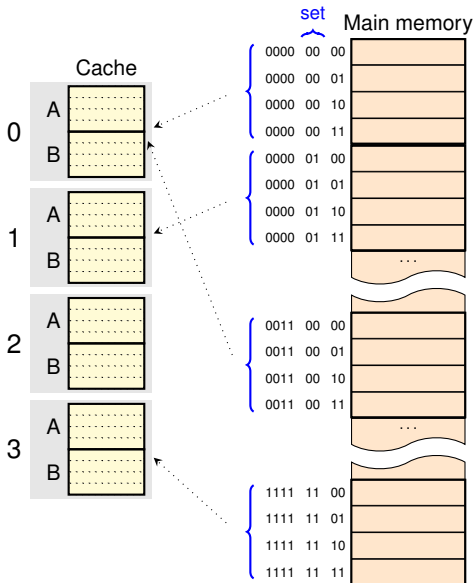 set
Main memory
Cache
0
A
B
1
A
B
2
A
B
3
A
B
0000 00 00
0000 00 01
0000 00 10
0000 00 11
0000 01 00
0000 01 01
0000 01 10
0000 01 11
...
0011 00 00
0011 00 01
0011 00 10
0011 00 11
...
1111 11 00
1111 11 01
1111 11 10
1111 11 11